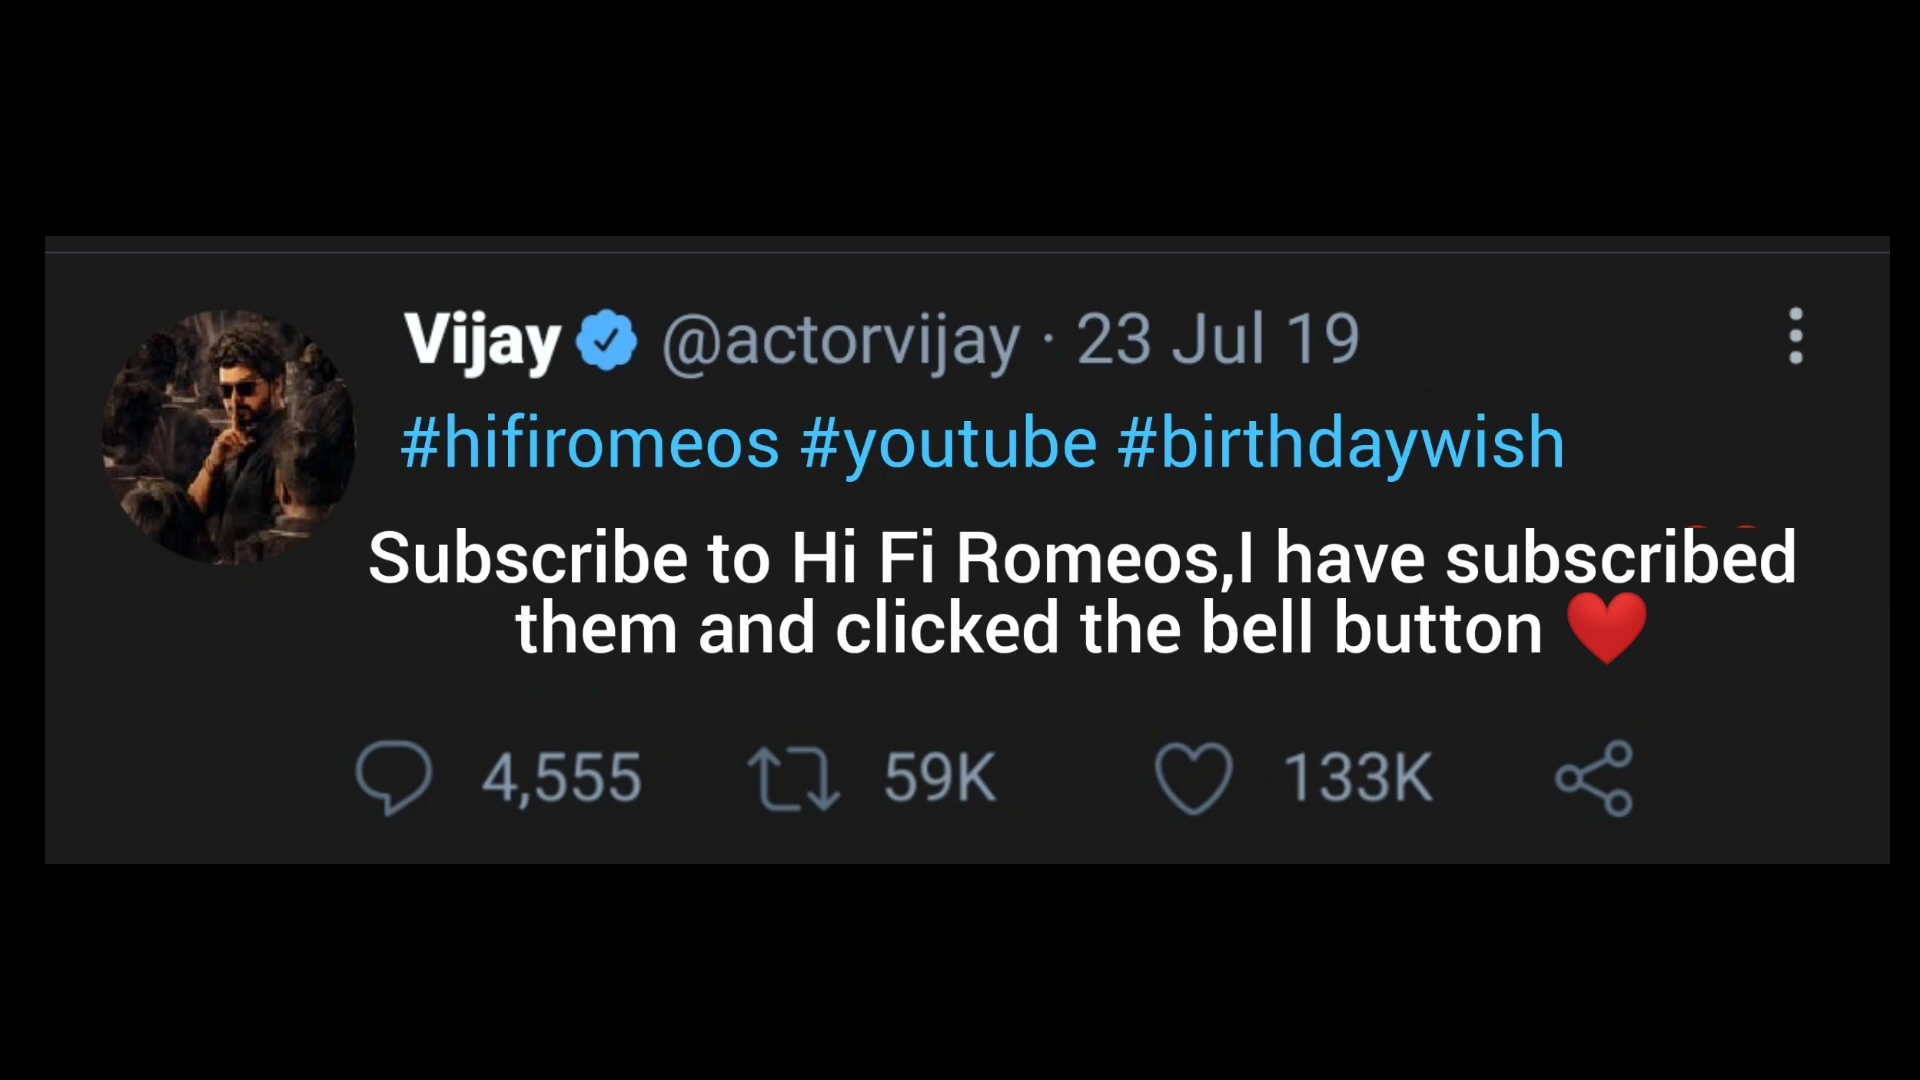 Vijay @actorvijay · 23 Jul 19
#hifiromeos #youtube #birthdaywish
Subscribe to Hi Fi Romeos,I have subscribed
them and clicked the bell button ❤️
4,555 59K 133K